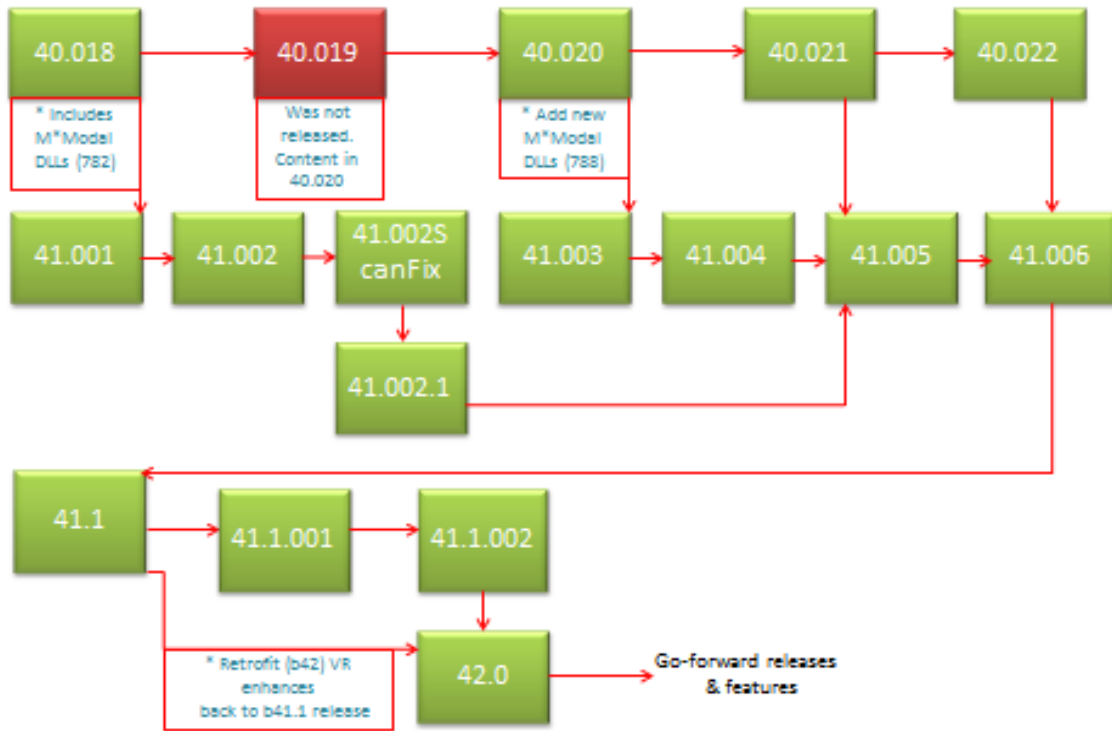 40.018
40.019
40.020
40.021
40.022
* Includes
M*Modal
DLLs (782)
Was not
released.
Content in
40.020
* Add new
M*Modal
DLLs (788)
41.001
41.002
41.002S
canFix
41.003
41.004
41.005
41.006
41.002.1
41.1
41.1.001
41.1.002
* Retrofit (b42) VR
enhances
back to b41.1 release
42.0
Go-forward releases
& features